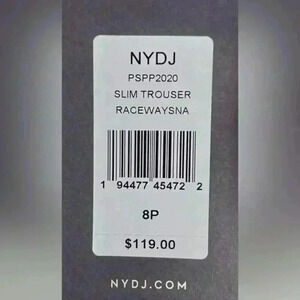 NYDJ
PSPP2020
SLIM TROUSER
RACEWAYSNA
1 94477 45472 2
8P
$119.00
NYDJ.COM